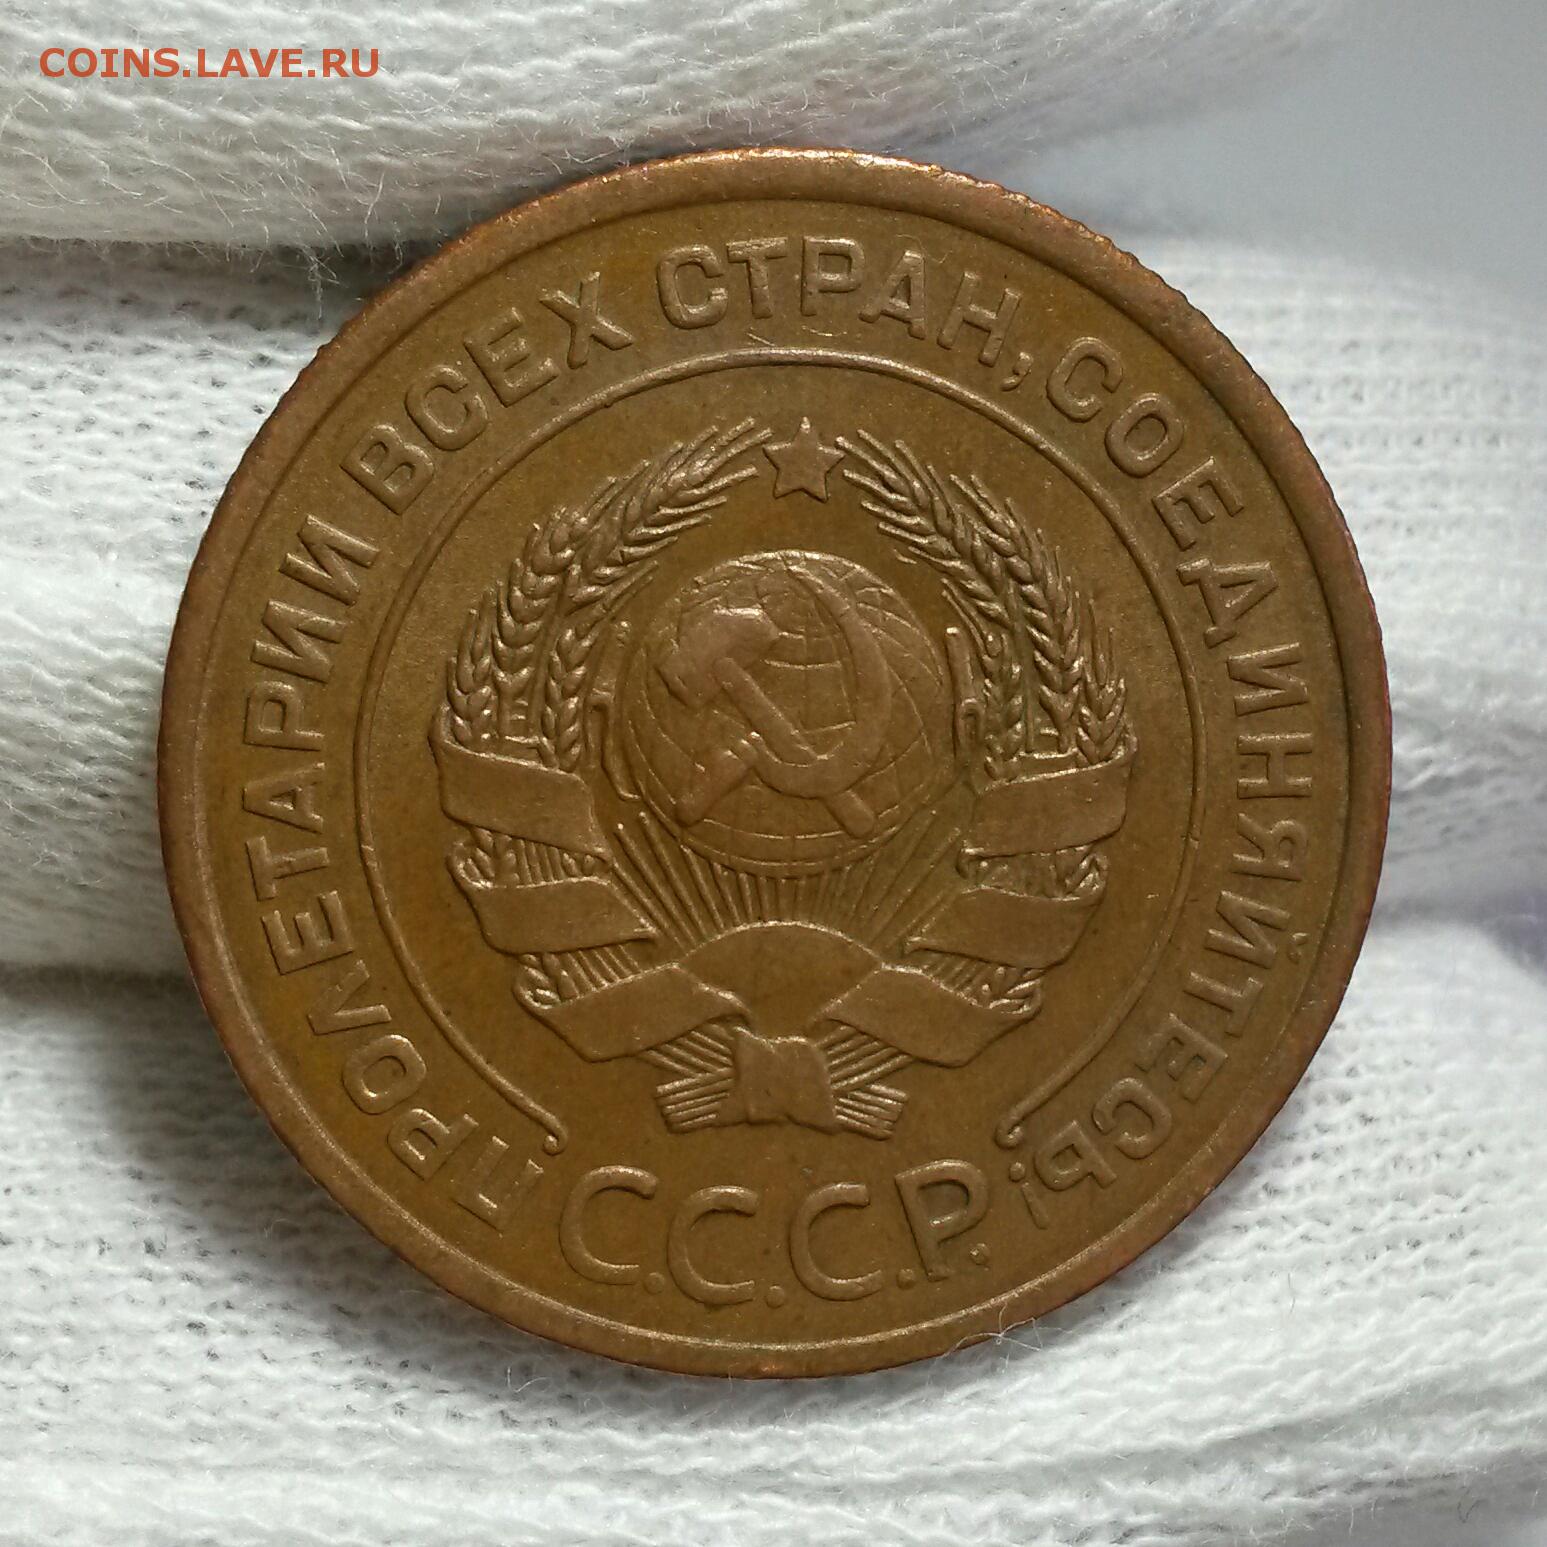 COINS.LAVE.RU
ПРОЛЕТАРИИ ВСЕХ СТРАН, СОЕДИНЯЙТЕСЬ!
С.С.С.Р.